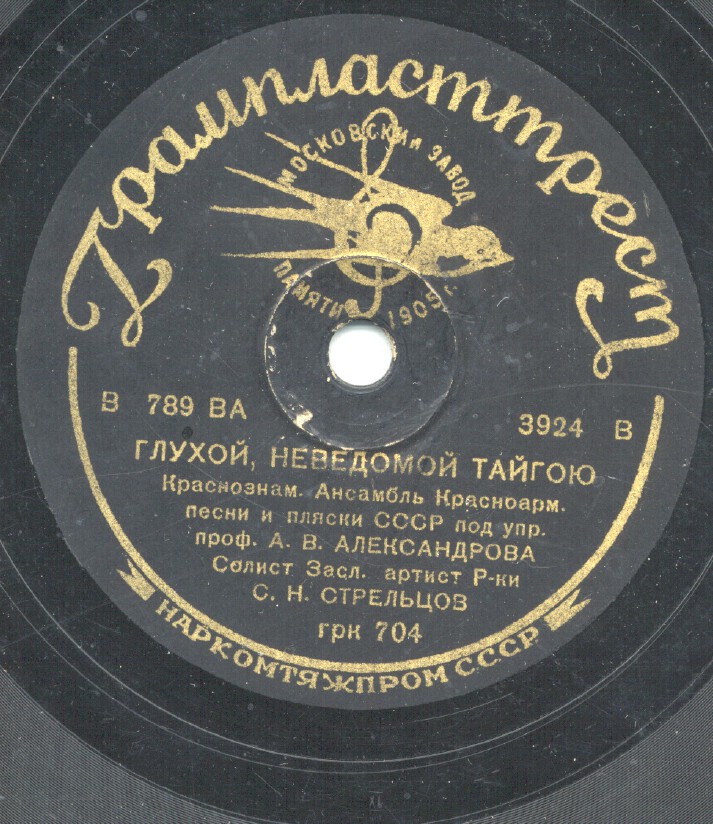 Грампласттрест
МОСКОВСКИЙ ЗАВОД
ПАМЯТИ 1905 г.
В 789 ВА 3924 В
ГЛУХОЙ, НЕВЕДОМОЙ ТАЙГОЮ
Краснознам. Ансамбль Красноарм.
песни и пляски СССР под упр.
проф. А. В. АЛЕКСАНДРОВА
Солист Засл. артист Р-ки
С. Н. СТРЕЛЬЦОВ
грк 704
НАРКОМТЯЖПРОМ СССР
XI